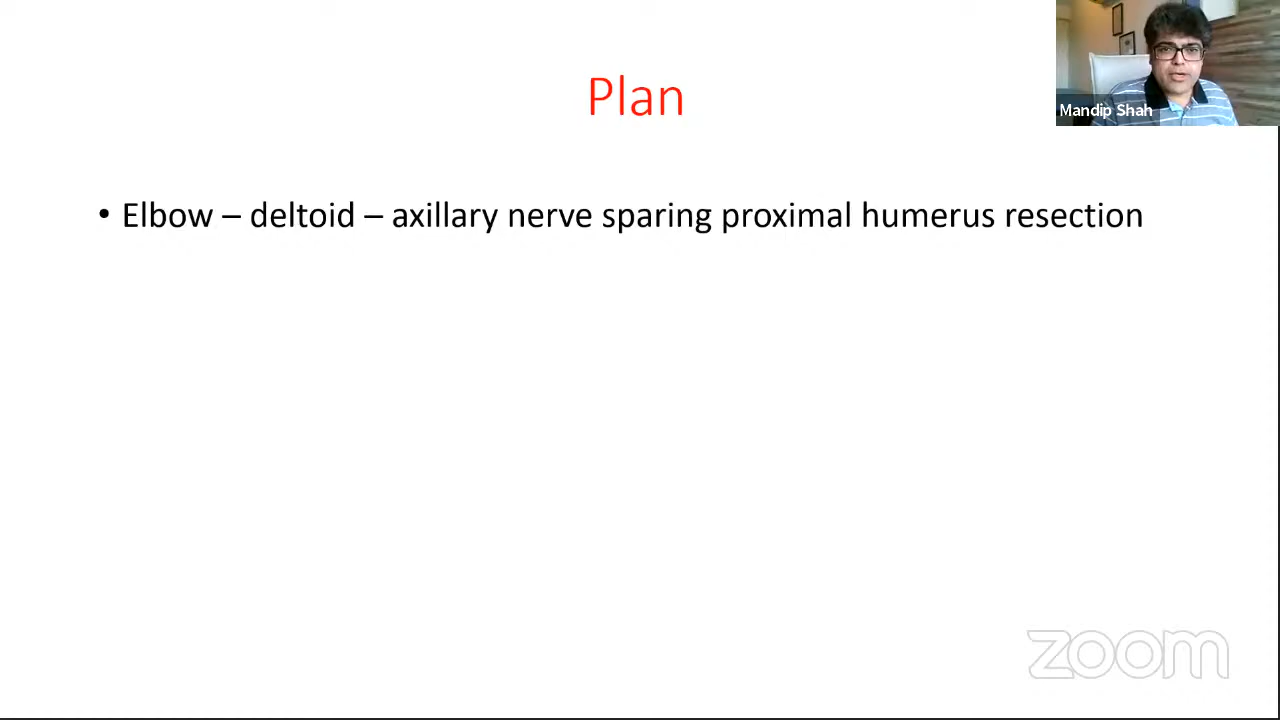 Plan
Mandip Shah
• Elbow – deltoid – axillary nerve sparing proximal humerus resection
zoom